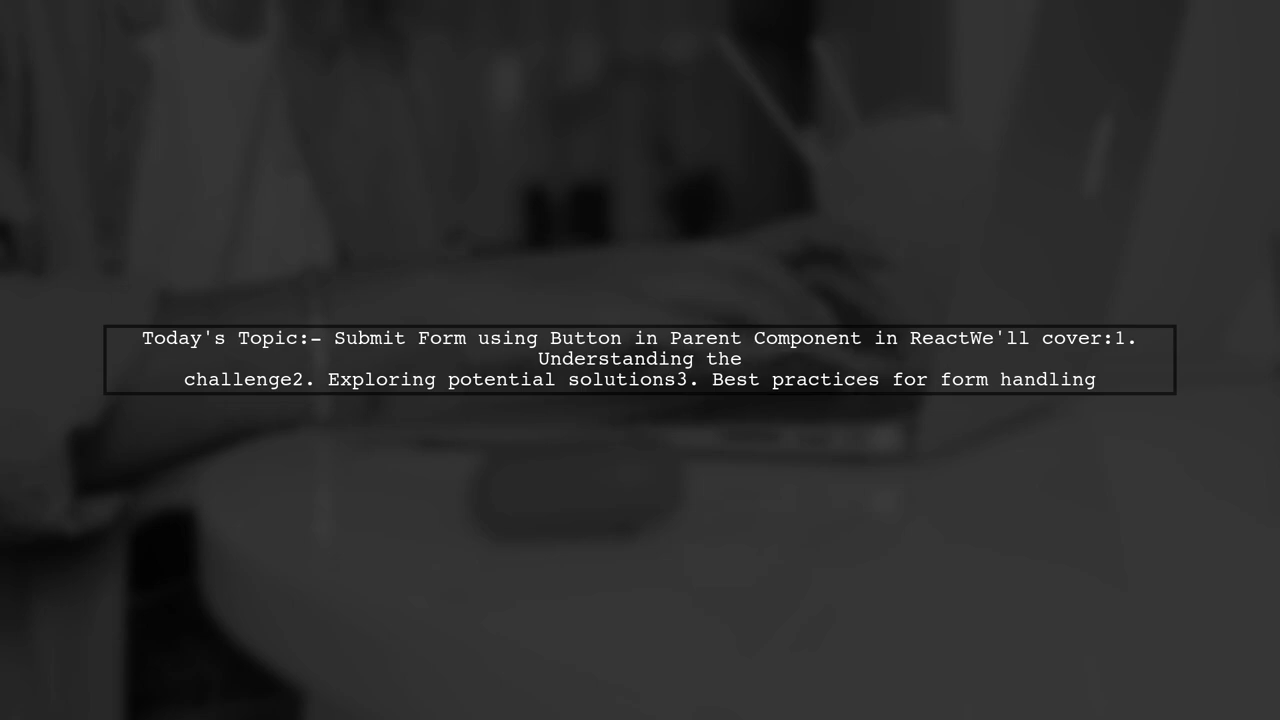 Today's Topic:- Submit Form using Button in Parent Component in ReactWe'll cover:1.
Understanding the
challenge2. Exploring potential solutions3. Best practices for form handling